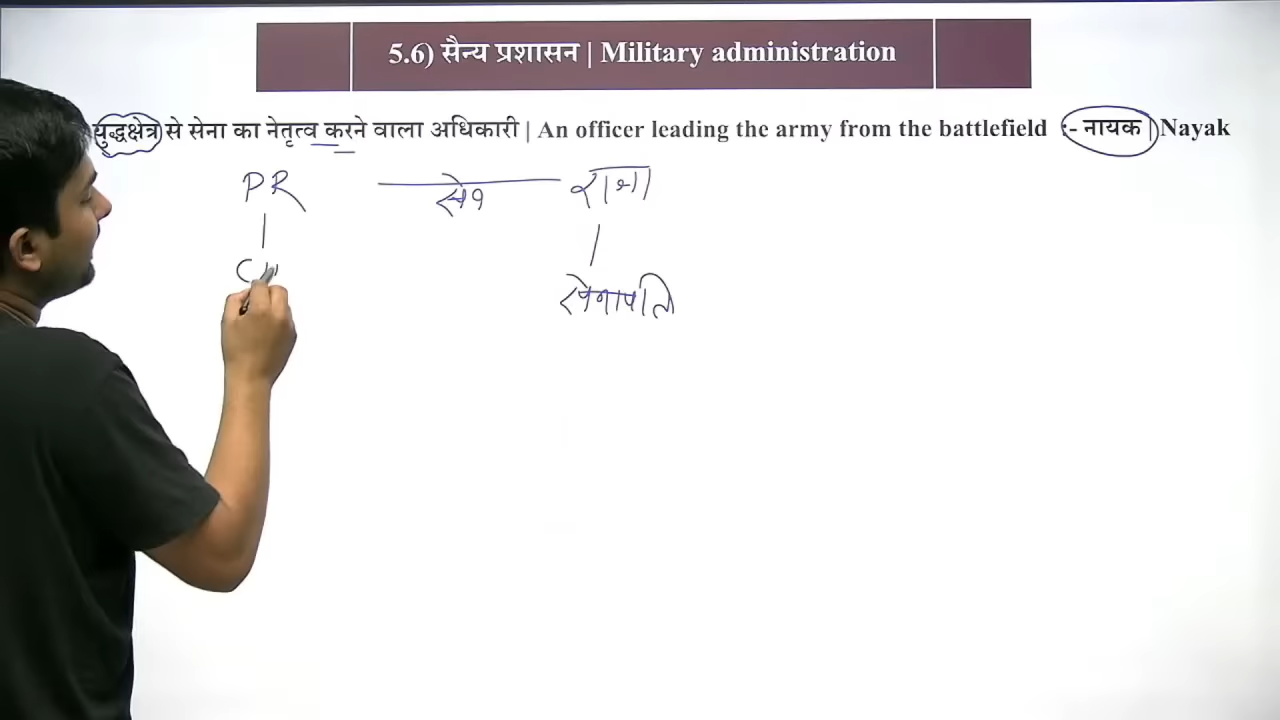 5.6) सैन्य प्रशासन | Military administration
युद्धक्षेत्र से सेना का नेतृत्व करने वाला अधिकारी | An officer leading the army from the battlefield :- नायक | Nayak
PR राजा
सेनापति